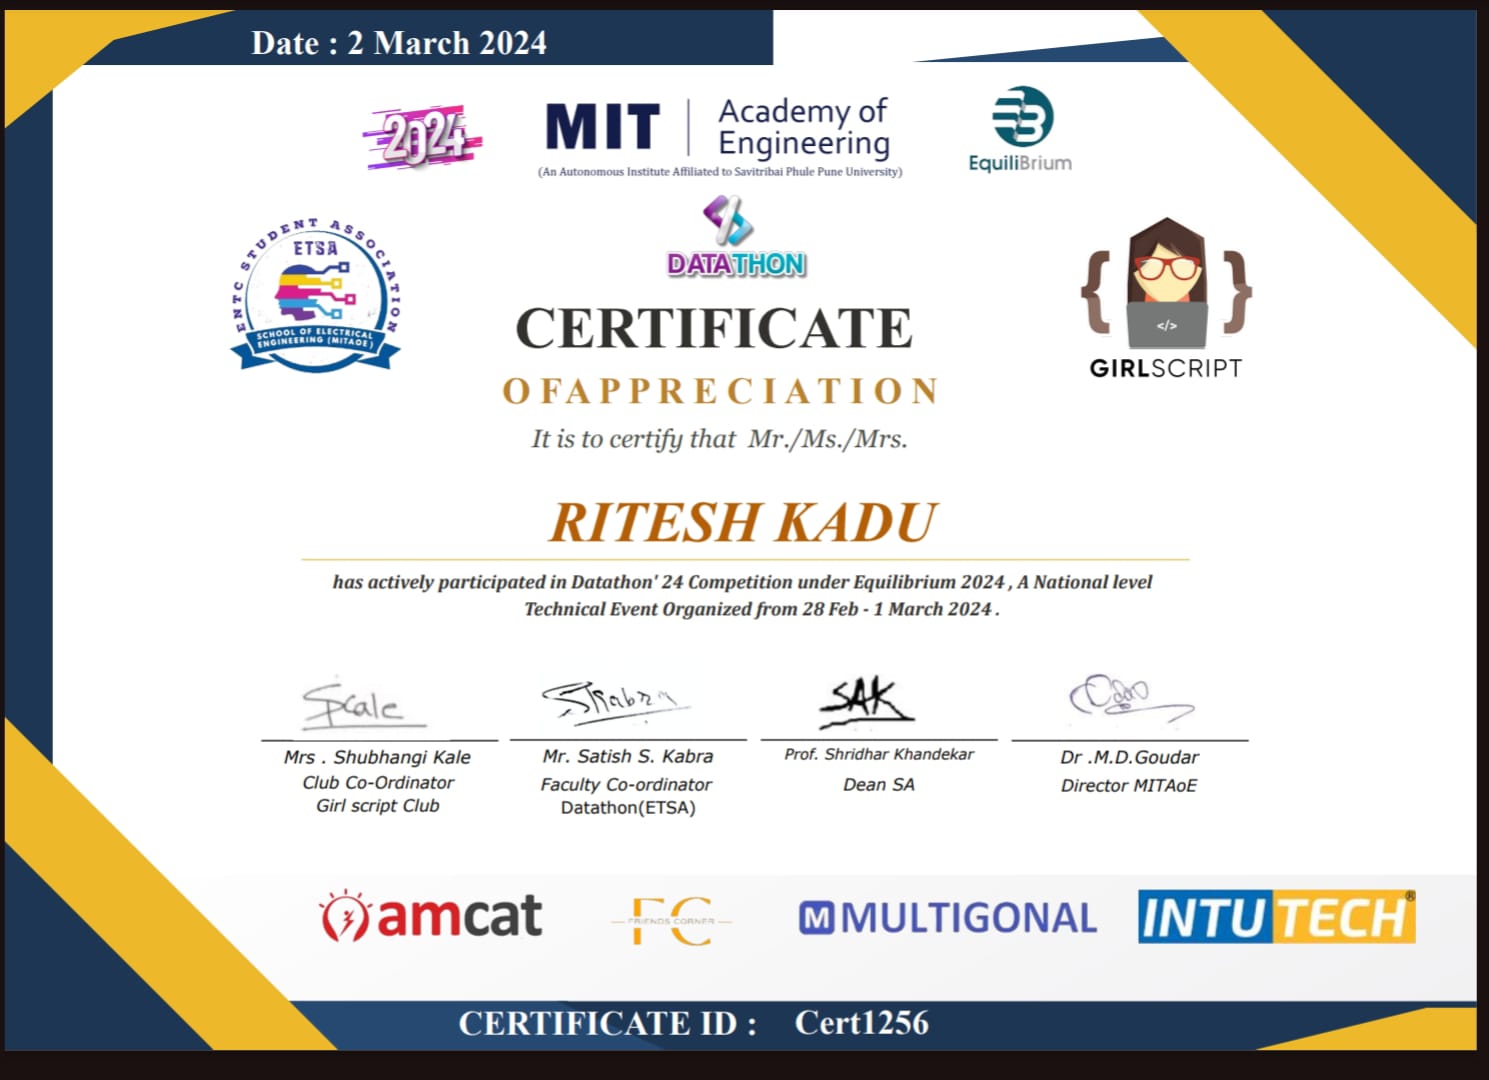 Date : 2 March 2024
2024
MIT
Academy of
Engineering
(An Autonomous Institute Affiliated to Savitribai Phule Pune University)
EquiliBrium
ENTC STUDENT ASSOCIATION
ETSA
SCHOOL OF ELECTRICAL
ENGINEERING (MITAOE)
DATATHON
</>
GIRLSCRIPT
CERTIFICATE
OFAPPRECIATION
It is to certify that Mr./Ms./Mrs.
RITESH KADU
has actively participated in Datathon' 24 Competition under Equilibrium 2024 , A National level
Technical Event Organized from 28 Feb - 1 March 2024 .
SKale
SKabra
SAK
Mrs . Shubhangi Kale
Club Co-Ordinator
Girl script Club
Mr. Satish S. Kabra
Faculty Co-ordinator
Datathon(ETSA)
Prof. Shridhar Khandekar
Dean SA
Dr .M.D.Goudar
Director MITAoE
amcat
FC
FRIENDS CORNER
M MULTIGONAL
INTUTECH®
CERTIFICATE ID : Cert1256